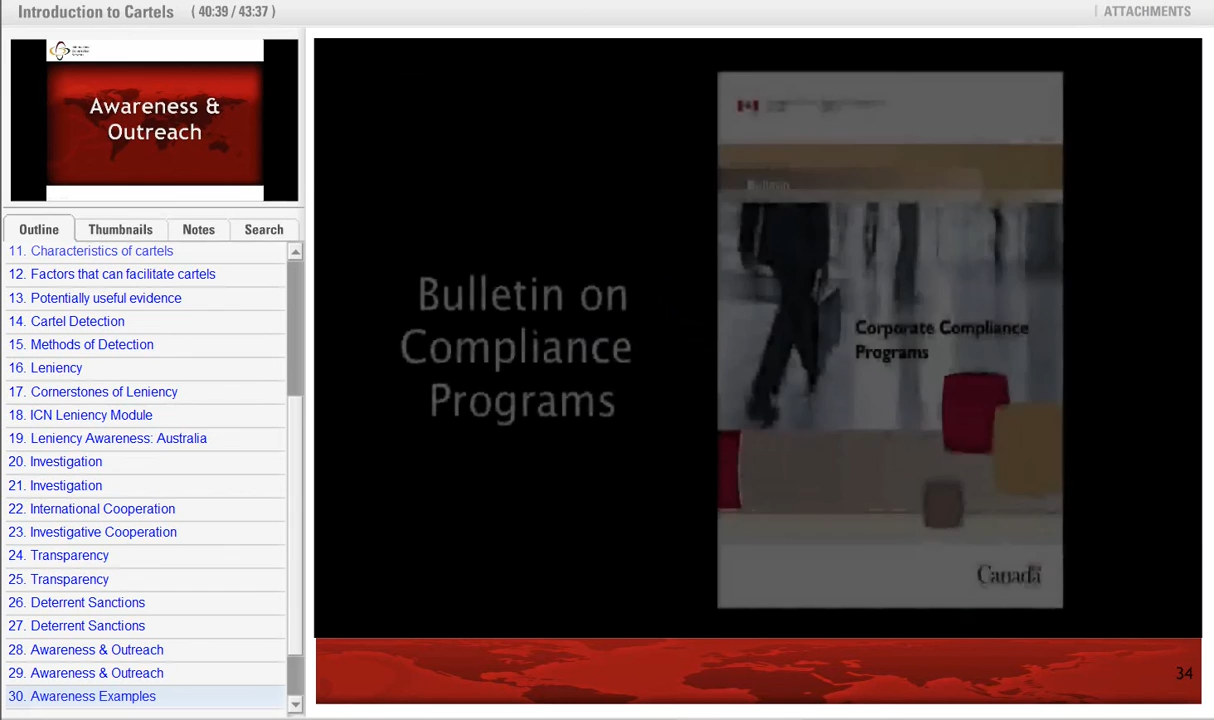 Introduction to Cartels ( 40:39 / 43:37 )
ATTACHMENTS
Awareness &
Outreach
Outline
Thumbnails
Notes
Search
11. Characteristics of cartels
12. Factors that can facilitate cartels
13. Potentially useful evidence
14. Cartel Detection
15. Methods of Detection
16. Leniency
17. Cornerstones of Leniency
18. ICN Leniency Module
19. Leniency Awareness: Australia
20. Investigation
21. Investigation
22. International Cooperation
23. Investigative Cooperation
24. Transparency
25. Transparency
26. Deterrent Sanctions
27. Deterrent Sanctions
28. Awareness & Outreach
29. Awareness & Outreach
30. Awareness Examples
Bulletin on
Compliance
Programs
Bulletin
Corporate Compliance
Programs
Canada
34